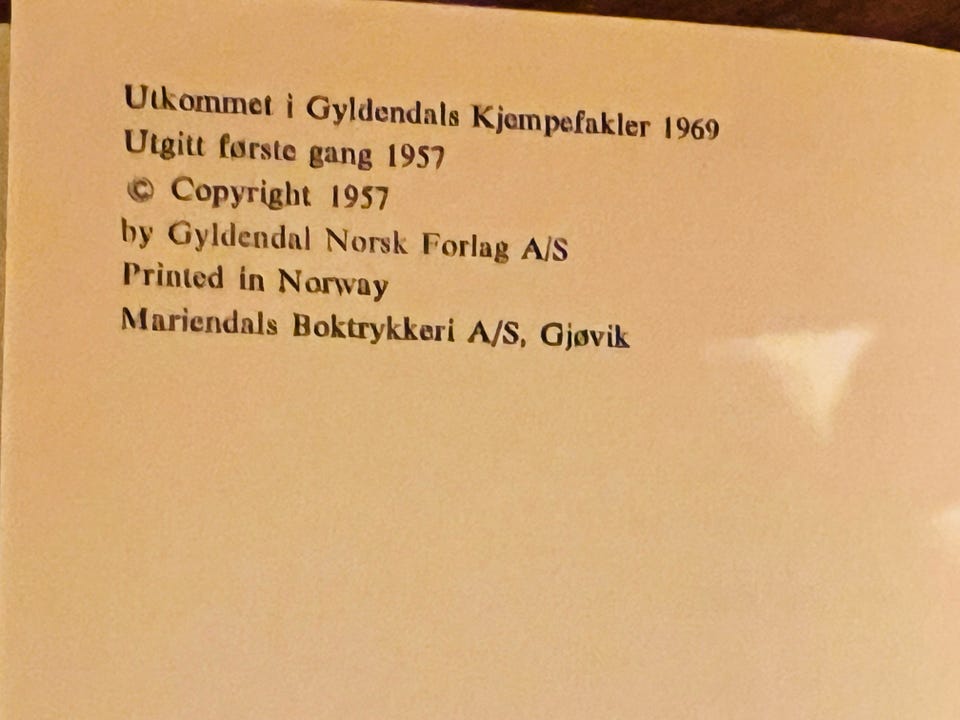 Utkommet i Gyldendals Kjempefakler 1969
Utgitt første gang 1957
© Copyright 1957
by Gyldendal Norsk Forlag A/S
Printed in Norway
Mariendals Boktrykkeri A/S, Gjøvik